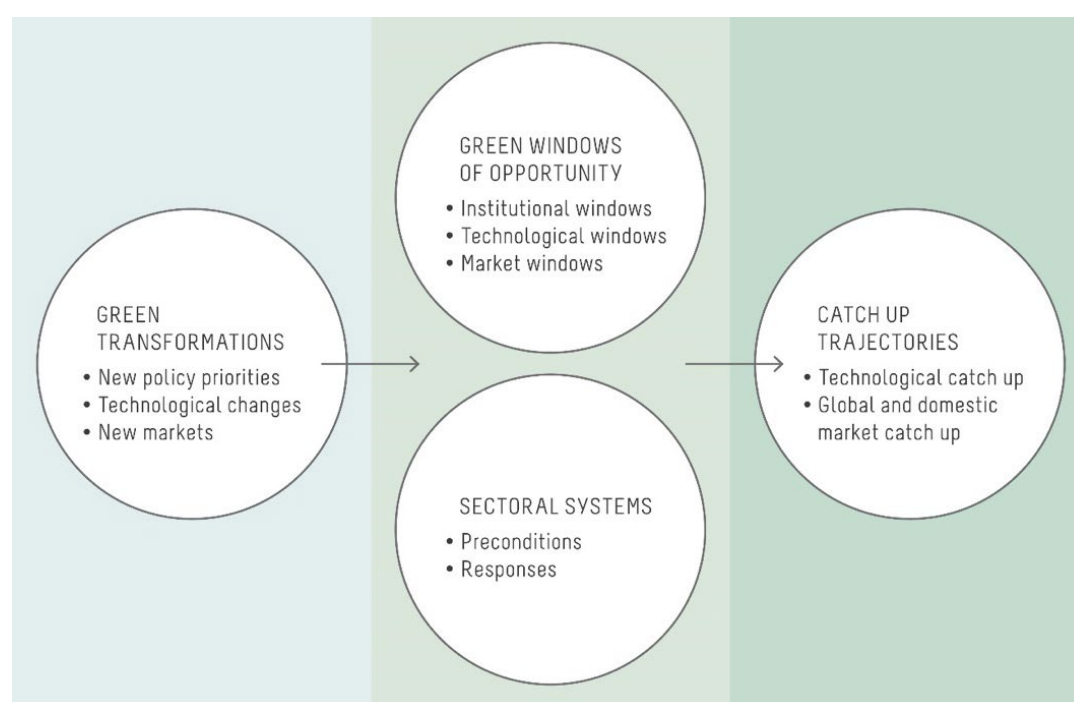 GREEN
TRANSFORMATIONS
• New policy priorities
• Technological changes
• New markets
GREEN WINDOWS
OF OPPORTUNITY
• Institutional windows
• Technological windows
• Market windows
SECTORAL SYSTEMS
• Preconditions
• Responses
CATCH UP
TRAJECTORIES
• Technological catch up
• Global and domestic
market catch up